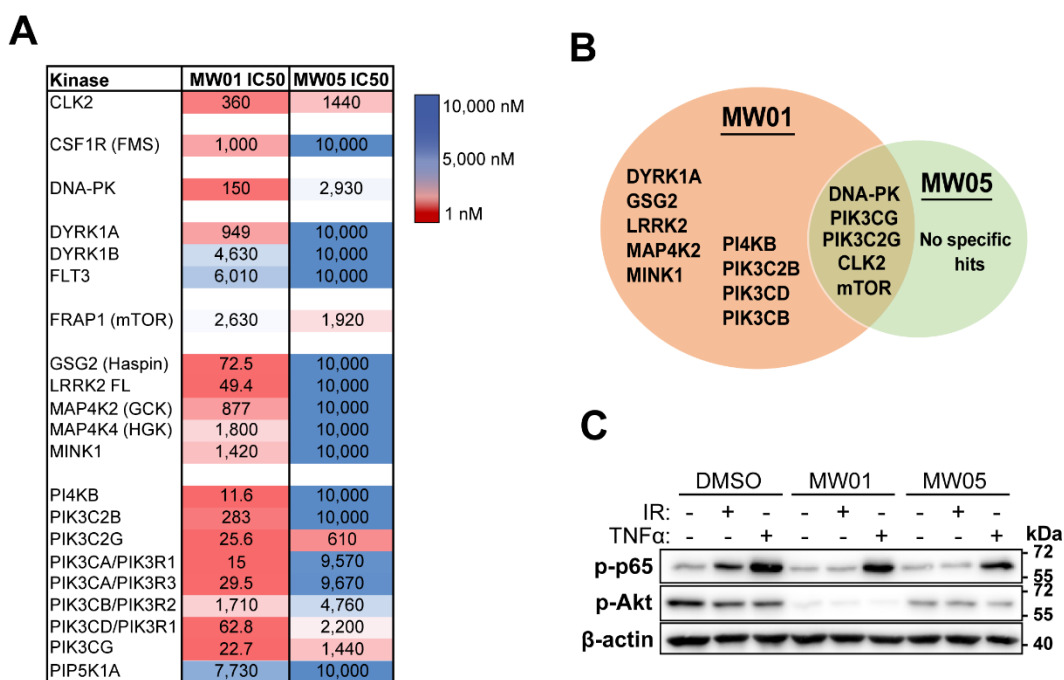 A
Kinase MW01 IC50 MW05 IC50
CLK2 360 1440
CSF1R (FMS) 1,000 10,000
DNA-PK 150 2,930
DYRK1A 949 10,000
DYRK1B 4,630 10,000
FLT3 6,010 10,000
FRAP1 (mTOR) 2,630 1,920
GSG2 (Haspin) 72.5 10,000
LRRK2 FL 49.4 10,000
MAP4K2 (GCK) 877 10,000
MAP4K4 (HGK) 1,800 10,000
MINK1 1,420 10,000
PI4KB 11.6 10,000
PIK3C2B 283 10,000
PIK3C2G 25.6 610
PIK3CA/PIK3R1 15 9,570
PIK3CA/PIK3R3 29.5 9,670
PIK3CB/PIK3R2 1,710 4,760
PIK3CD/PIK3R1 62.8 2,200
PIK3CG 22.7 1,440
PIP5K1A 7,730 10,000
10,000 nM
5,000 nM
1 nM
B
MW01
DYRK1A
GSG2
LRRK2
MAP4K2
MINK1
PI4KB
PIK3C2B
PIK3CD
PIK3CB
DNA-PK
PIK3CG
PIK3C2G
CLK2
mTOR
MW05
No specific
hits
C
DMSO MW01 MW05
IR: - + - - + - - + -
TNFα: - - + - - + - - + kDa
p-p65 72
55
p-Akt 72
55
β-actin 40